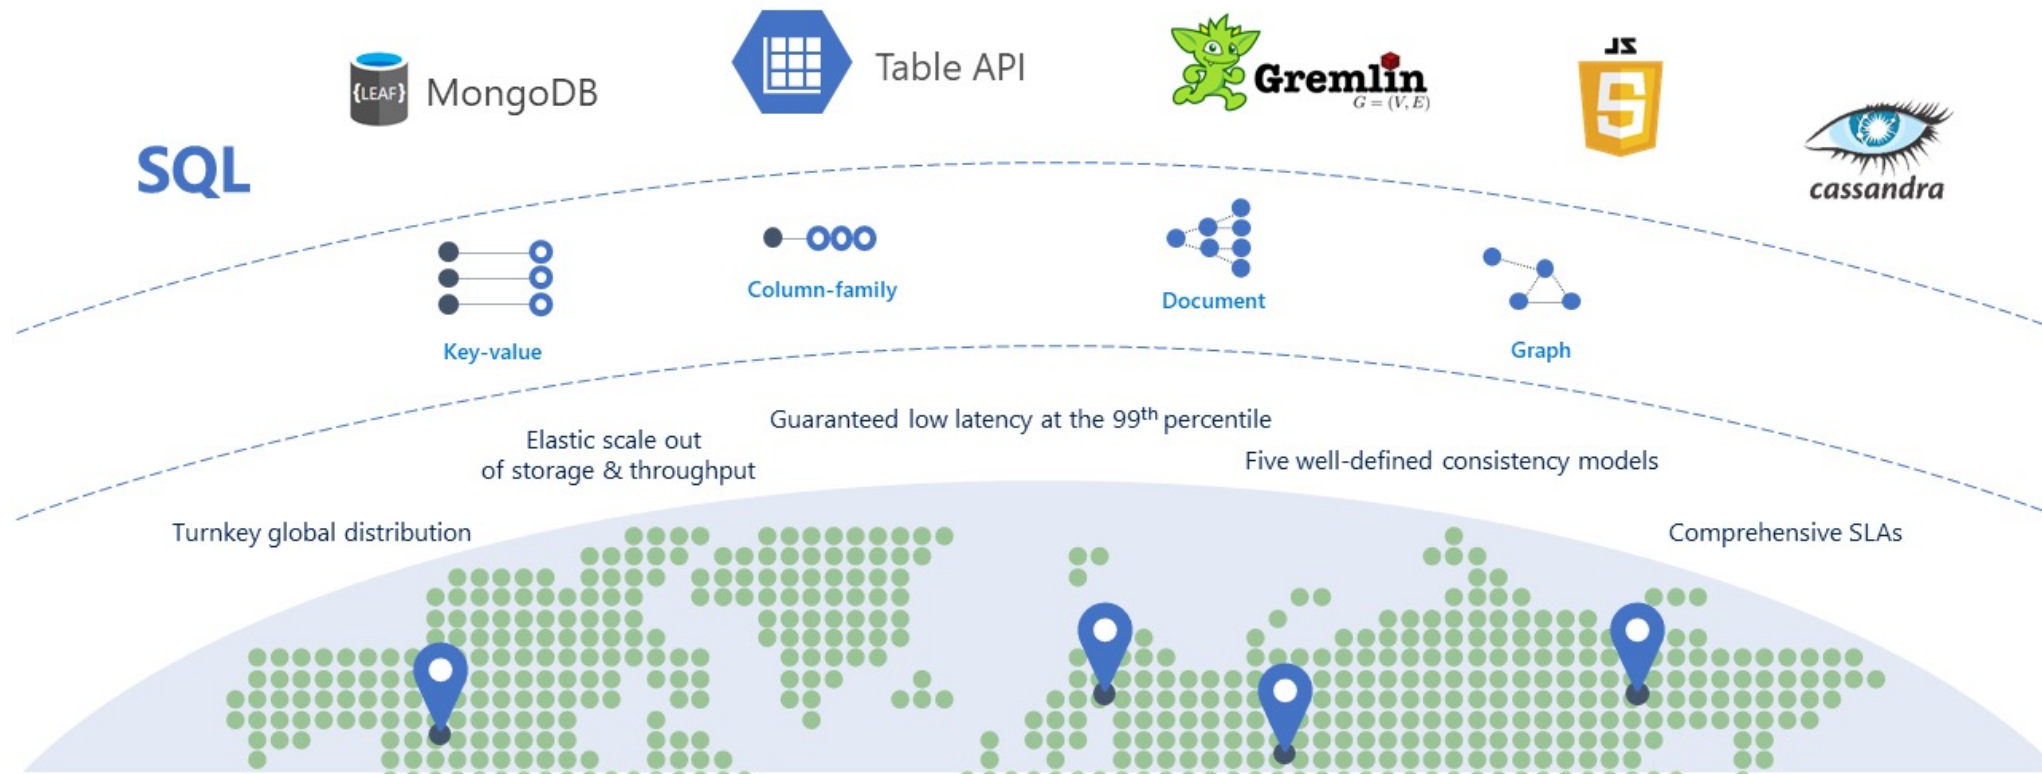 SQL
{LEAF} MongoDB
Table API
Gremlin
G = (V, E)
JS
5
cassandra
Key-value
Column-family
Document
Graph
Turnkey global distribution
Elastic scale out
of storage & throughput
Guaranteed low latency at the 99th percentile
Five well-defined consistency models
Comprehensive SLAs